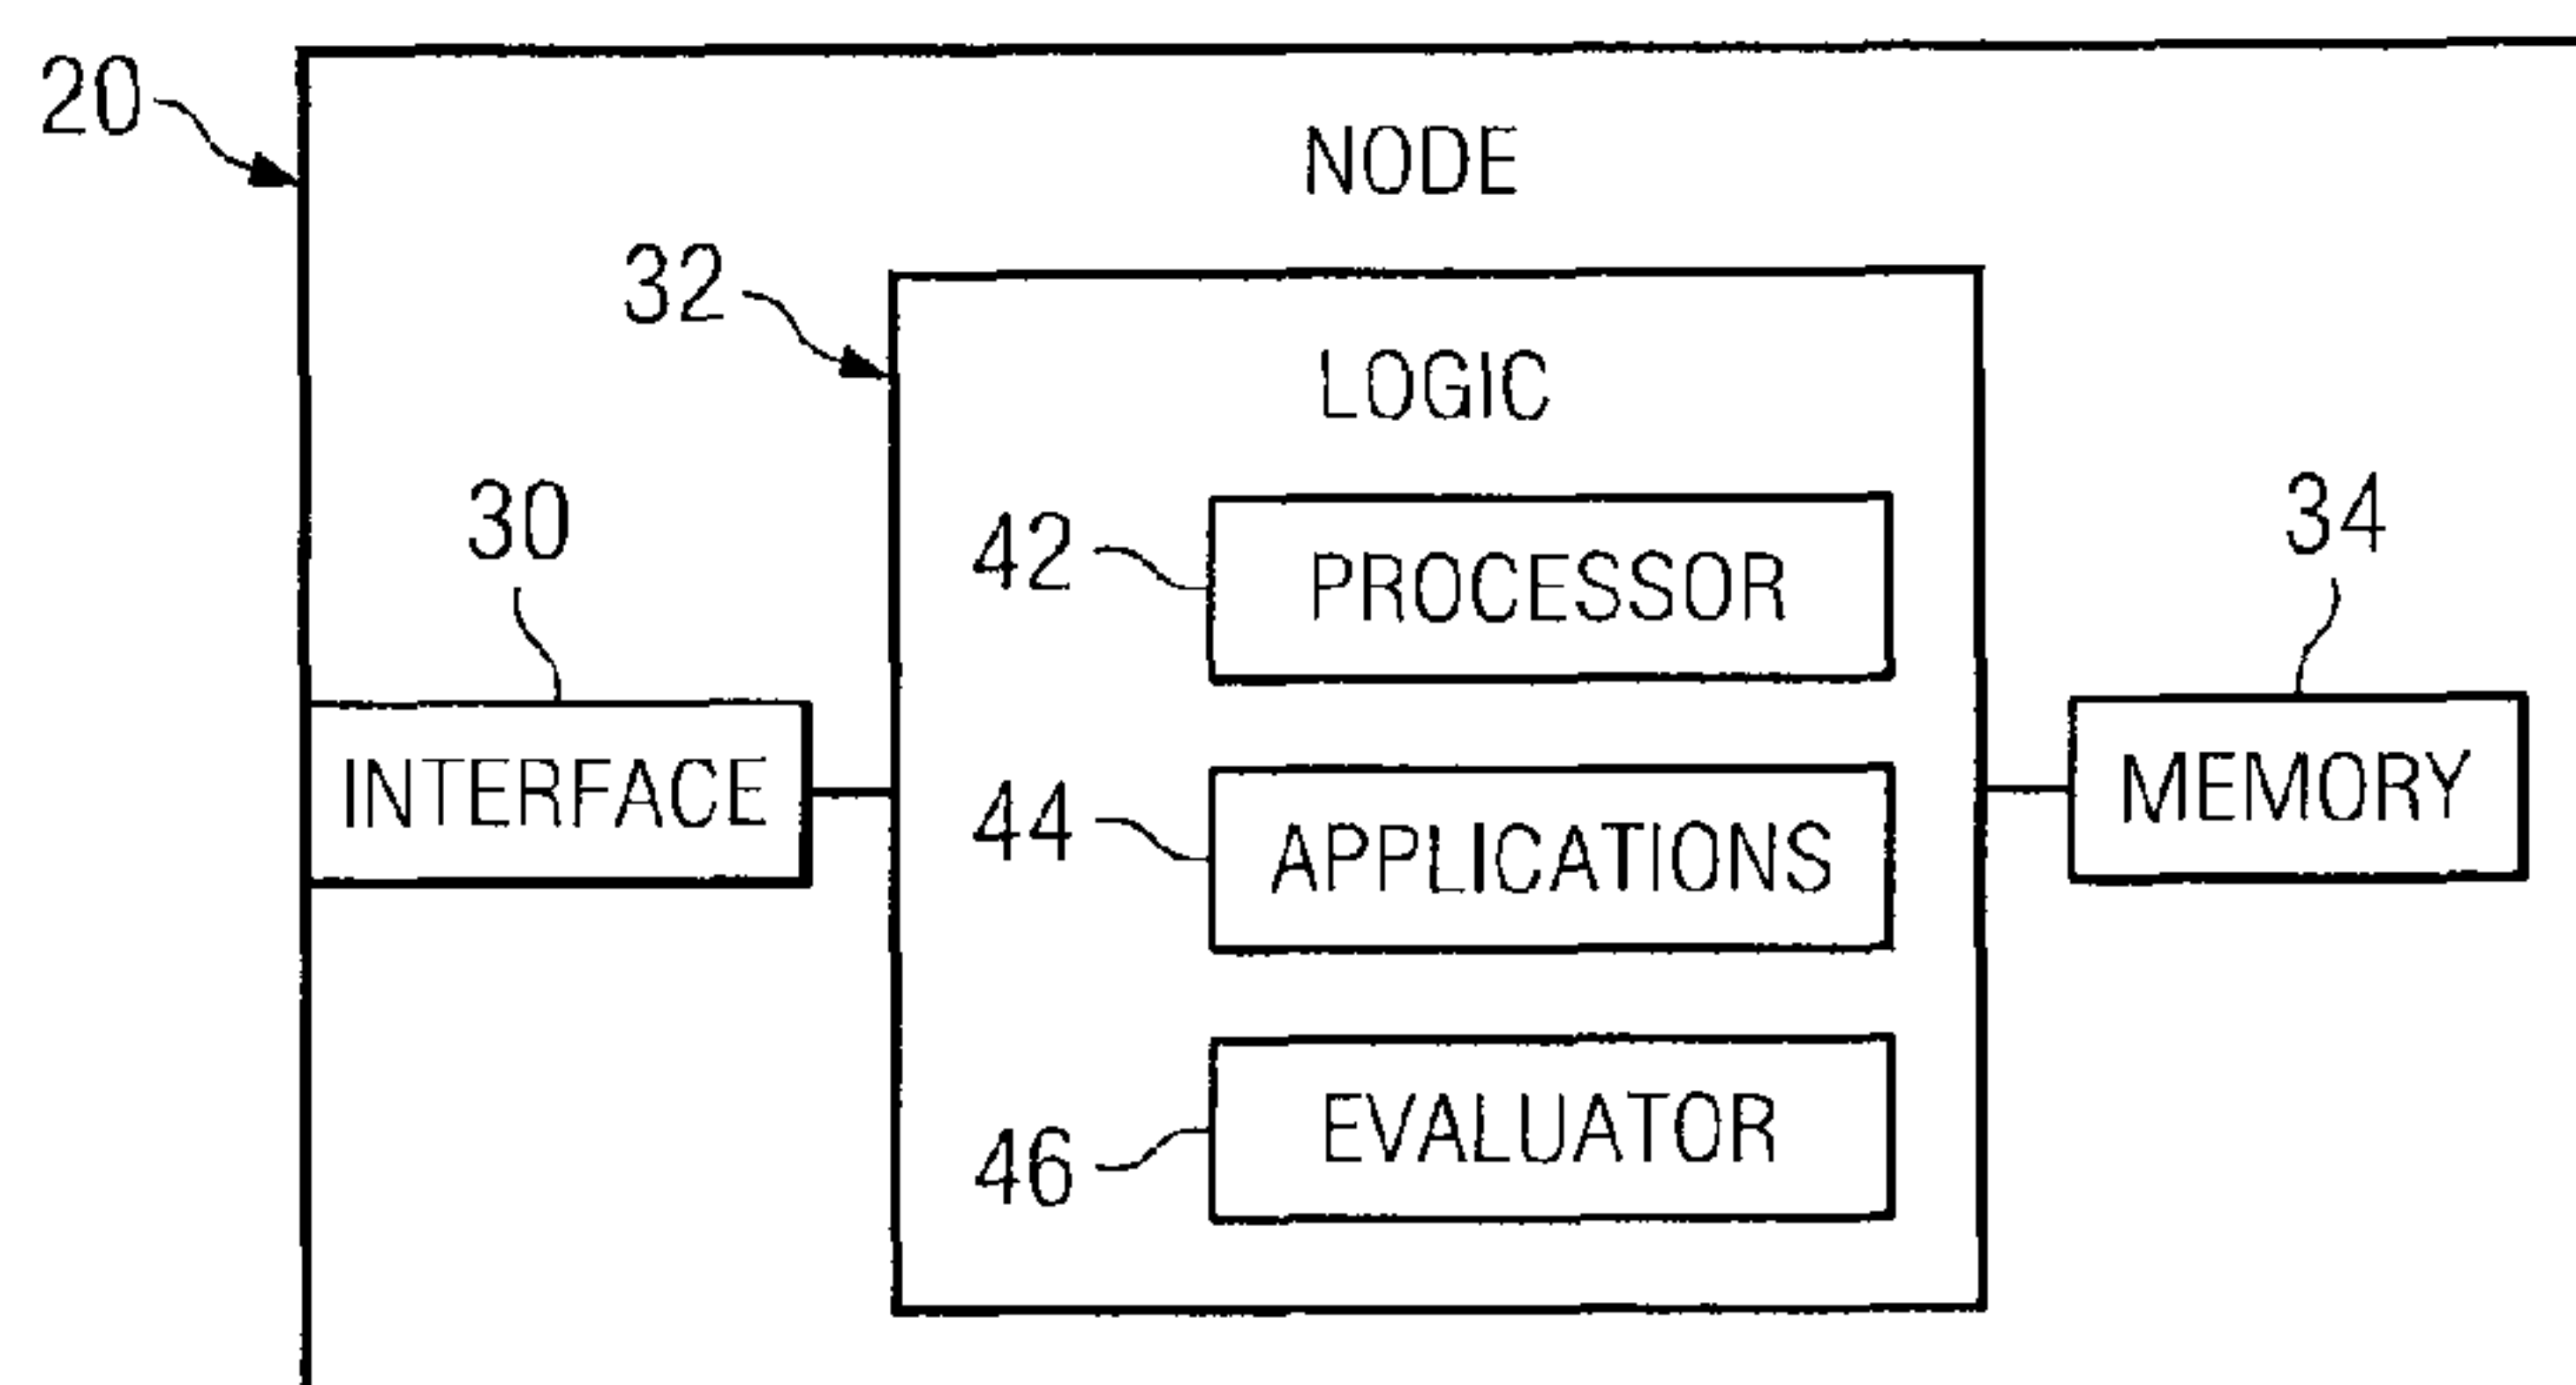 20
NODE
32
LOGIC
30
42
PROCESSOR
34
INTERFACE
MEMORY
44
APPLICATIONS
46
EVALUATOR